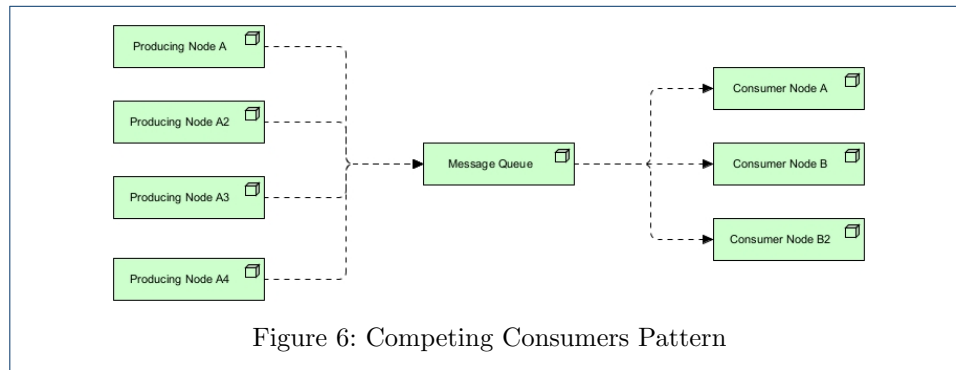 Producing Node A
Producing Node A2
Producing Node A3
Producing Node A4
Message Queue
Consumer Node A
Consumer Node B
Consumer Node B2
Figure 6: Competing Consumers Pattern